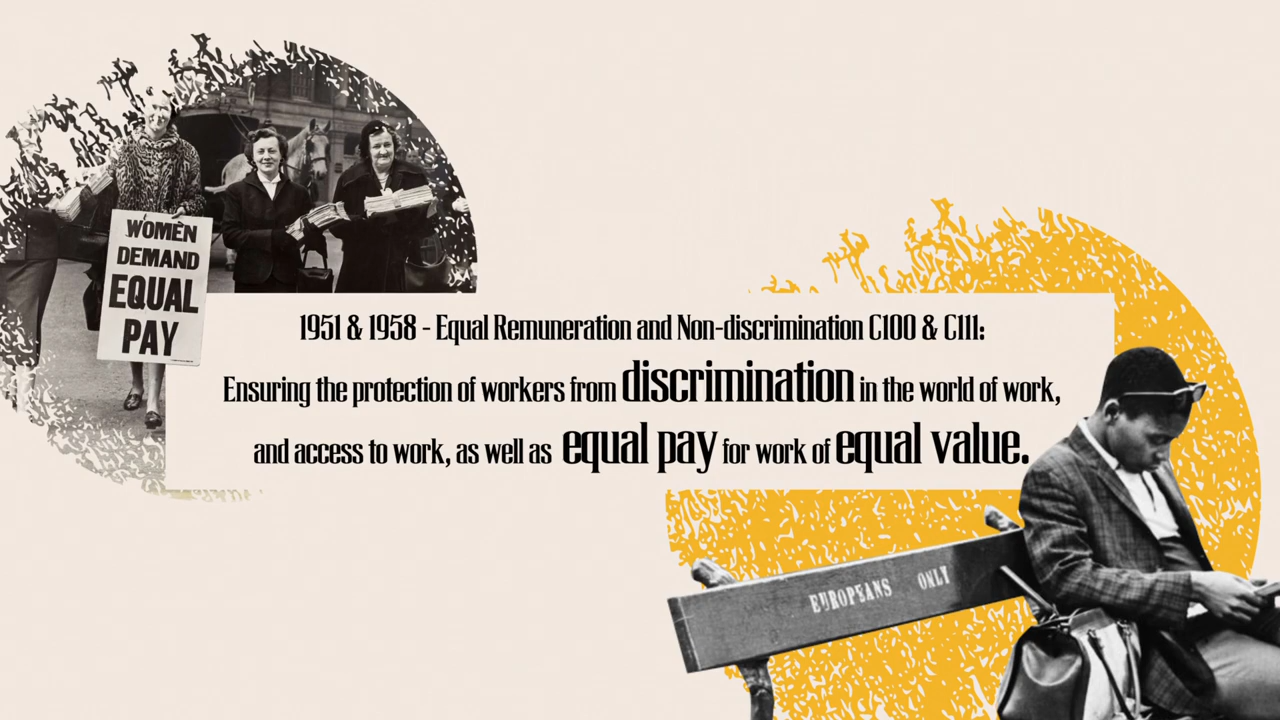 WOMEN
DEMAND
EQUAL
PAY
1951 & 1958 - Equal Remuneration and Non-discrimination C100 & C111:
Ensuring the protection of workers from discrimination in the world of work,
and access to work, as well as equal pay for work of equal value.
EUROPEANS ONLY